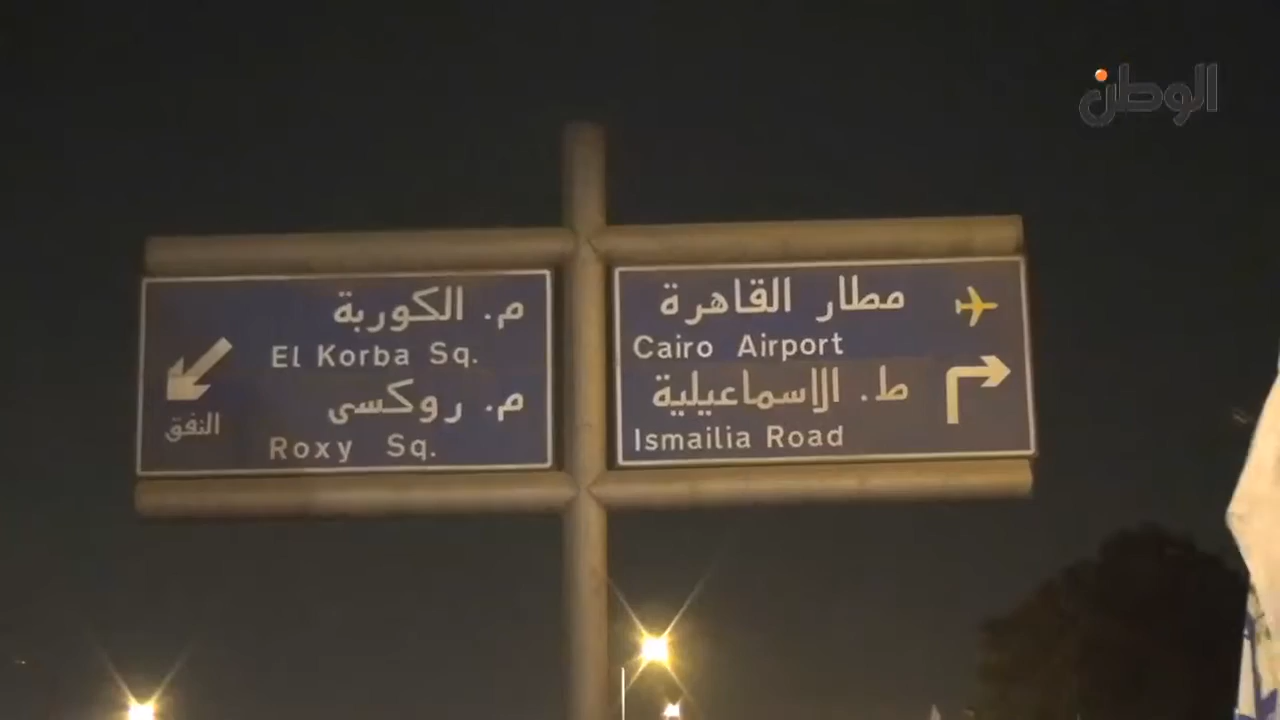 الوطن
م. الكوربة
El Korba Sq.
م. روكسى
Roxy Sq.
النفق
مطار القاهرة
Cairo Airport
ط. الاسماعيلية
Ismailia Road